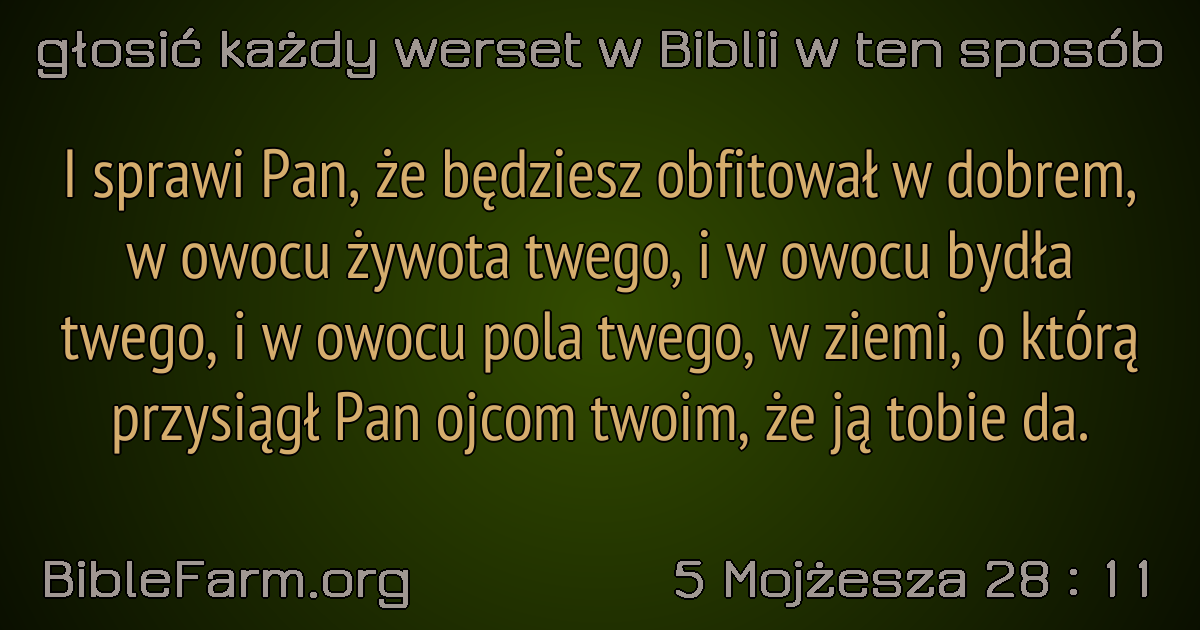 głosić każdy werset w Biblii w ten sposób
I sprawi Pan, że będziesz obfitował w dobrem,
w owocu żywota twego, i w owocu bydła
twego, i w owocu pola twego, w ziemi, o którą
przysiągł Pan ojcom twoim, że ją tobie da.
BibleFarm.org
5 Mojżesza 28 : 11